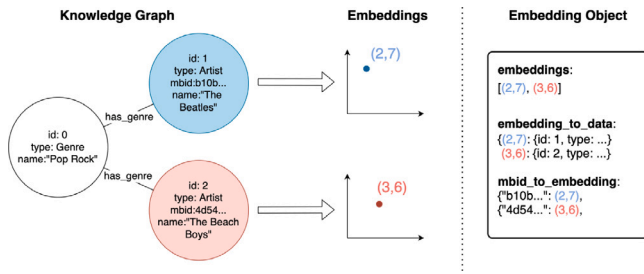 Knowledge Graph
id: 1
type: Artist
mbid:b10b...
name:"The
Beatles"
has_genre
id: 0
type: Genre
name:"Pop Rock"
has_genre
id: 2
type: Artist
mbid:4d54...
name:"The Beach
Boys"
Embeddings
(2,7)
(3,6)
Embedding Object
embeddings:
[(2,7), (3,6)]
embedding_to_data:
{(2,7): {id: 1, type: ...}
(3,6): {id: 2, type: ...}
mbid_to_embedding:
{"b10b...": (2,7),
{"4d54...": (3,6),